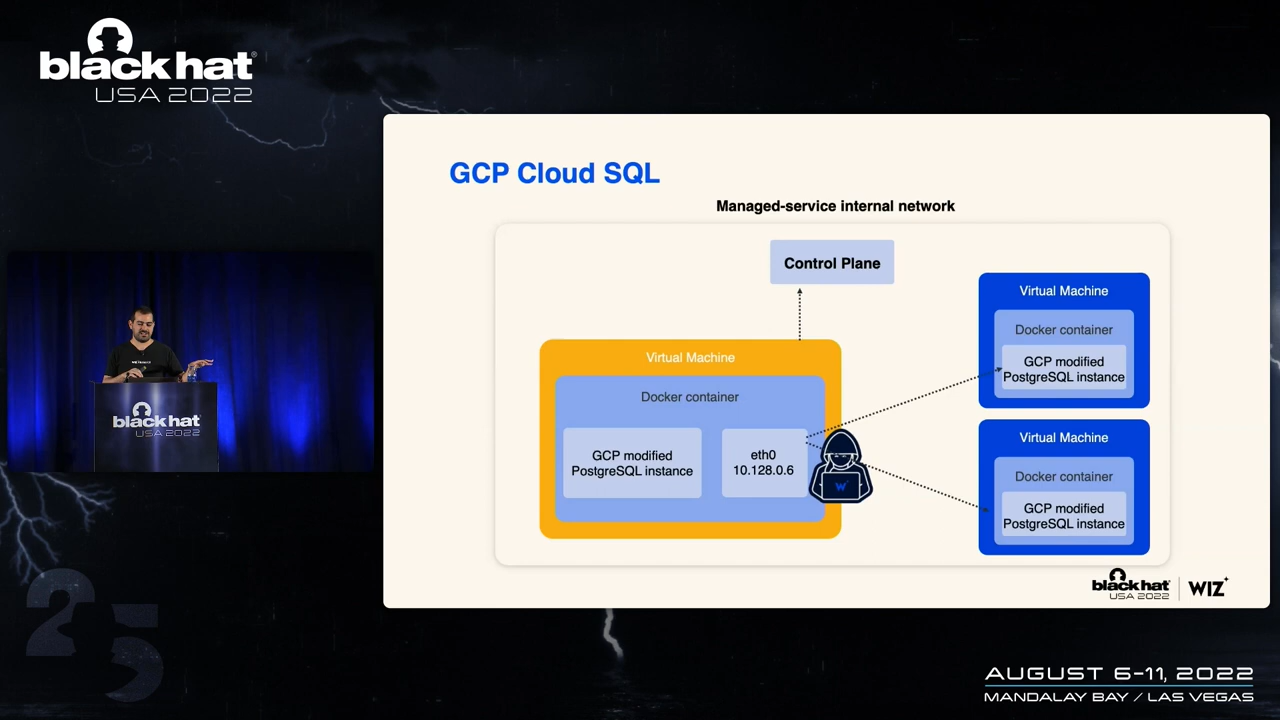 black hat®
USA 2022
GCP Cloud SQL
Managed-service internal network
Control Plane
Virtual Machine
Docker container
GCP modified
PostgreSQL instance
eth0
10.128.0.6
W
Virtual Machine
Docker container
GCP modified
PostgreSQL instance
Virtual Machine
Docker container
GCP modified
PostgreSQL instance
black hat
USA 2022
WIZ
black hat
USA 2022
25
AUGUST 6-11, 2022
MANDALAY BAY / LAS VEGAS